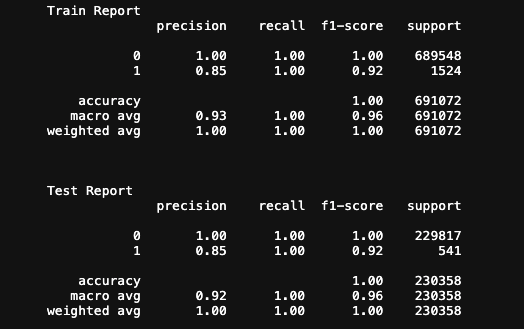 Train Report
precision recall f1-score support
0 1.00 1.00 1.00 689548
1 0.85 1.00 0.92 1524
accuracy 1.00 691072
macro avg 0.93 1.00 0.96 691072
weighted avg 1.00 1.00 1.00 691072
Test Report
precision recall f1-score support
0 1.00 1.00 1.00 229817
1 0.85 1.00 0.92 541
accuracy 1.00 230358
macro avg 0.92 1.00 0.96 230358
weighted avg 1.00 1.00 1.00 230358